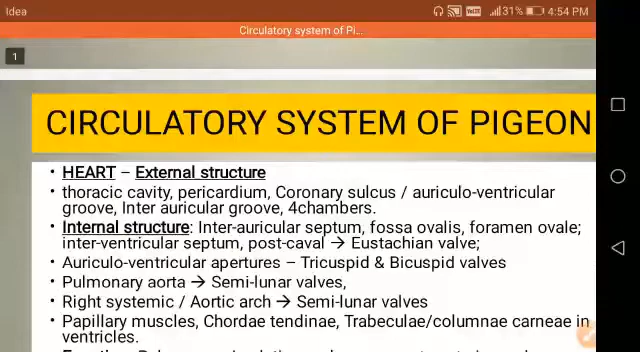 Idea VoLTE 31% 4:54 PM
Circulatory system of Pi...
1
CIRCULATORY SYSTEM OF PIGEON
• HEART – External structure
• thoracic cavity, pericardium, Coronary sulcus / auriculo-ventricular
groove, Inter auricular groove, 4chambers.
• Internal structure: Inter-auricular septum, fossa ovalis, foramen ovale;
inter-ventricular septum, post-caval → Eustachian valve;
• Auriculo-ventricular apertures – Tricuspid & Bicuspid valves
• Pulmonary aorta → Semi-lunar valves,
• Right systemic / Aortic arch → Semi-lunar valves
• Papillary muscles, Chordae tendinae, Trabeculae/columnae carneae in
ventricles.